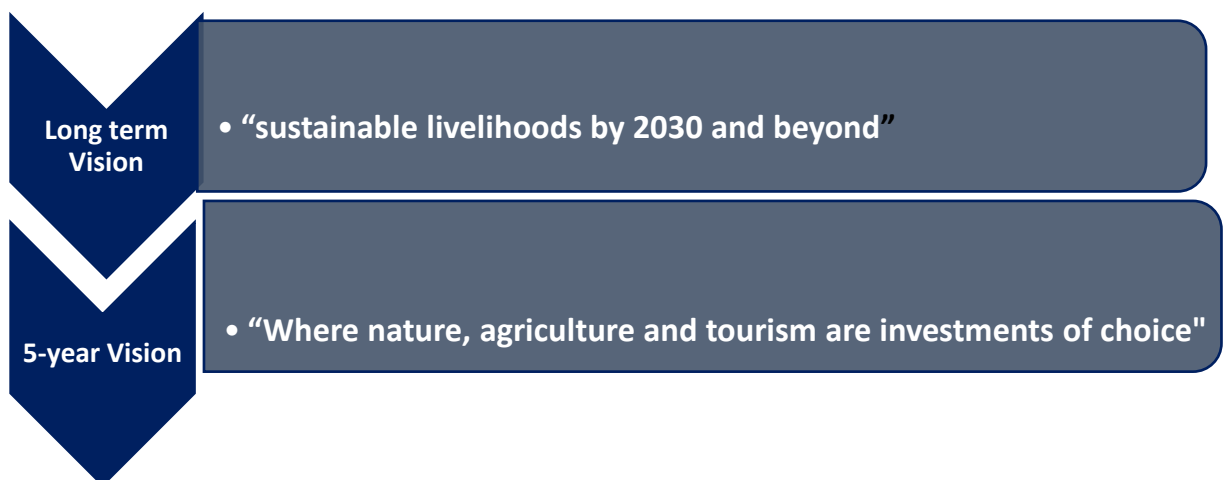 Long term
Vision
• “sustainable livelihoods by 2030 and beyond”
5-year Vision
• “Where nature, agriculture and tourism are investments of choice"